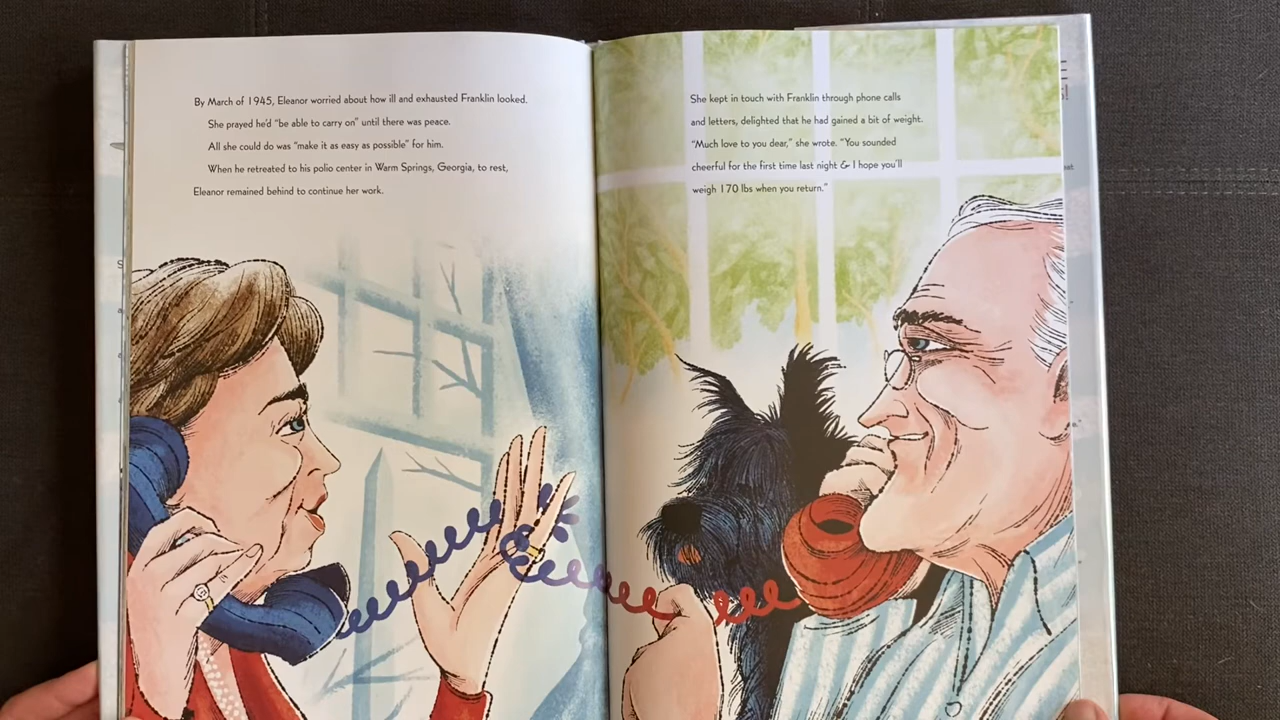 By March of 1945, Eleanor worried about how ill and exhausted Franklin looked.
She prayed he'd "be able to carry on" until there was peace.
All she could do was "make it as easy as possible" for him.
When he retreated to his polio center in Warm Springs, Georgia, to rest,
Eleanor remained behind to continue her work.
She kept in touch with Franklin through phone calls
and letters, delighted that he had gained a bit of weight.
"Much love to you dear," she wrote. "You sounded
cheerful for the first time last night & I hope you'll
weigh 170 lbs when you return."